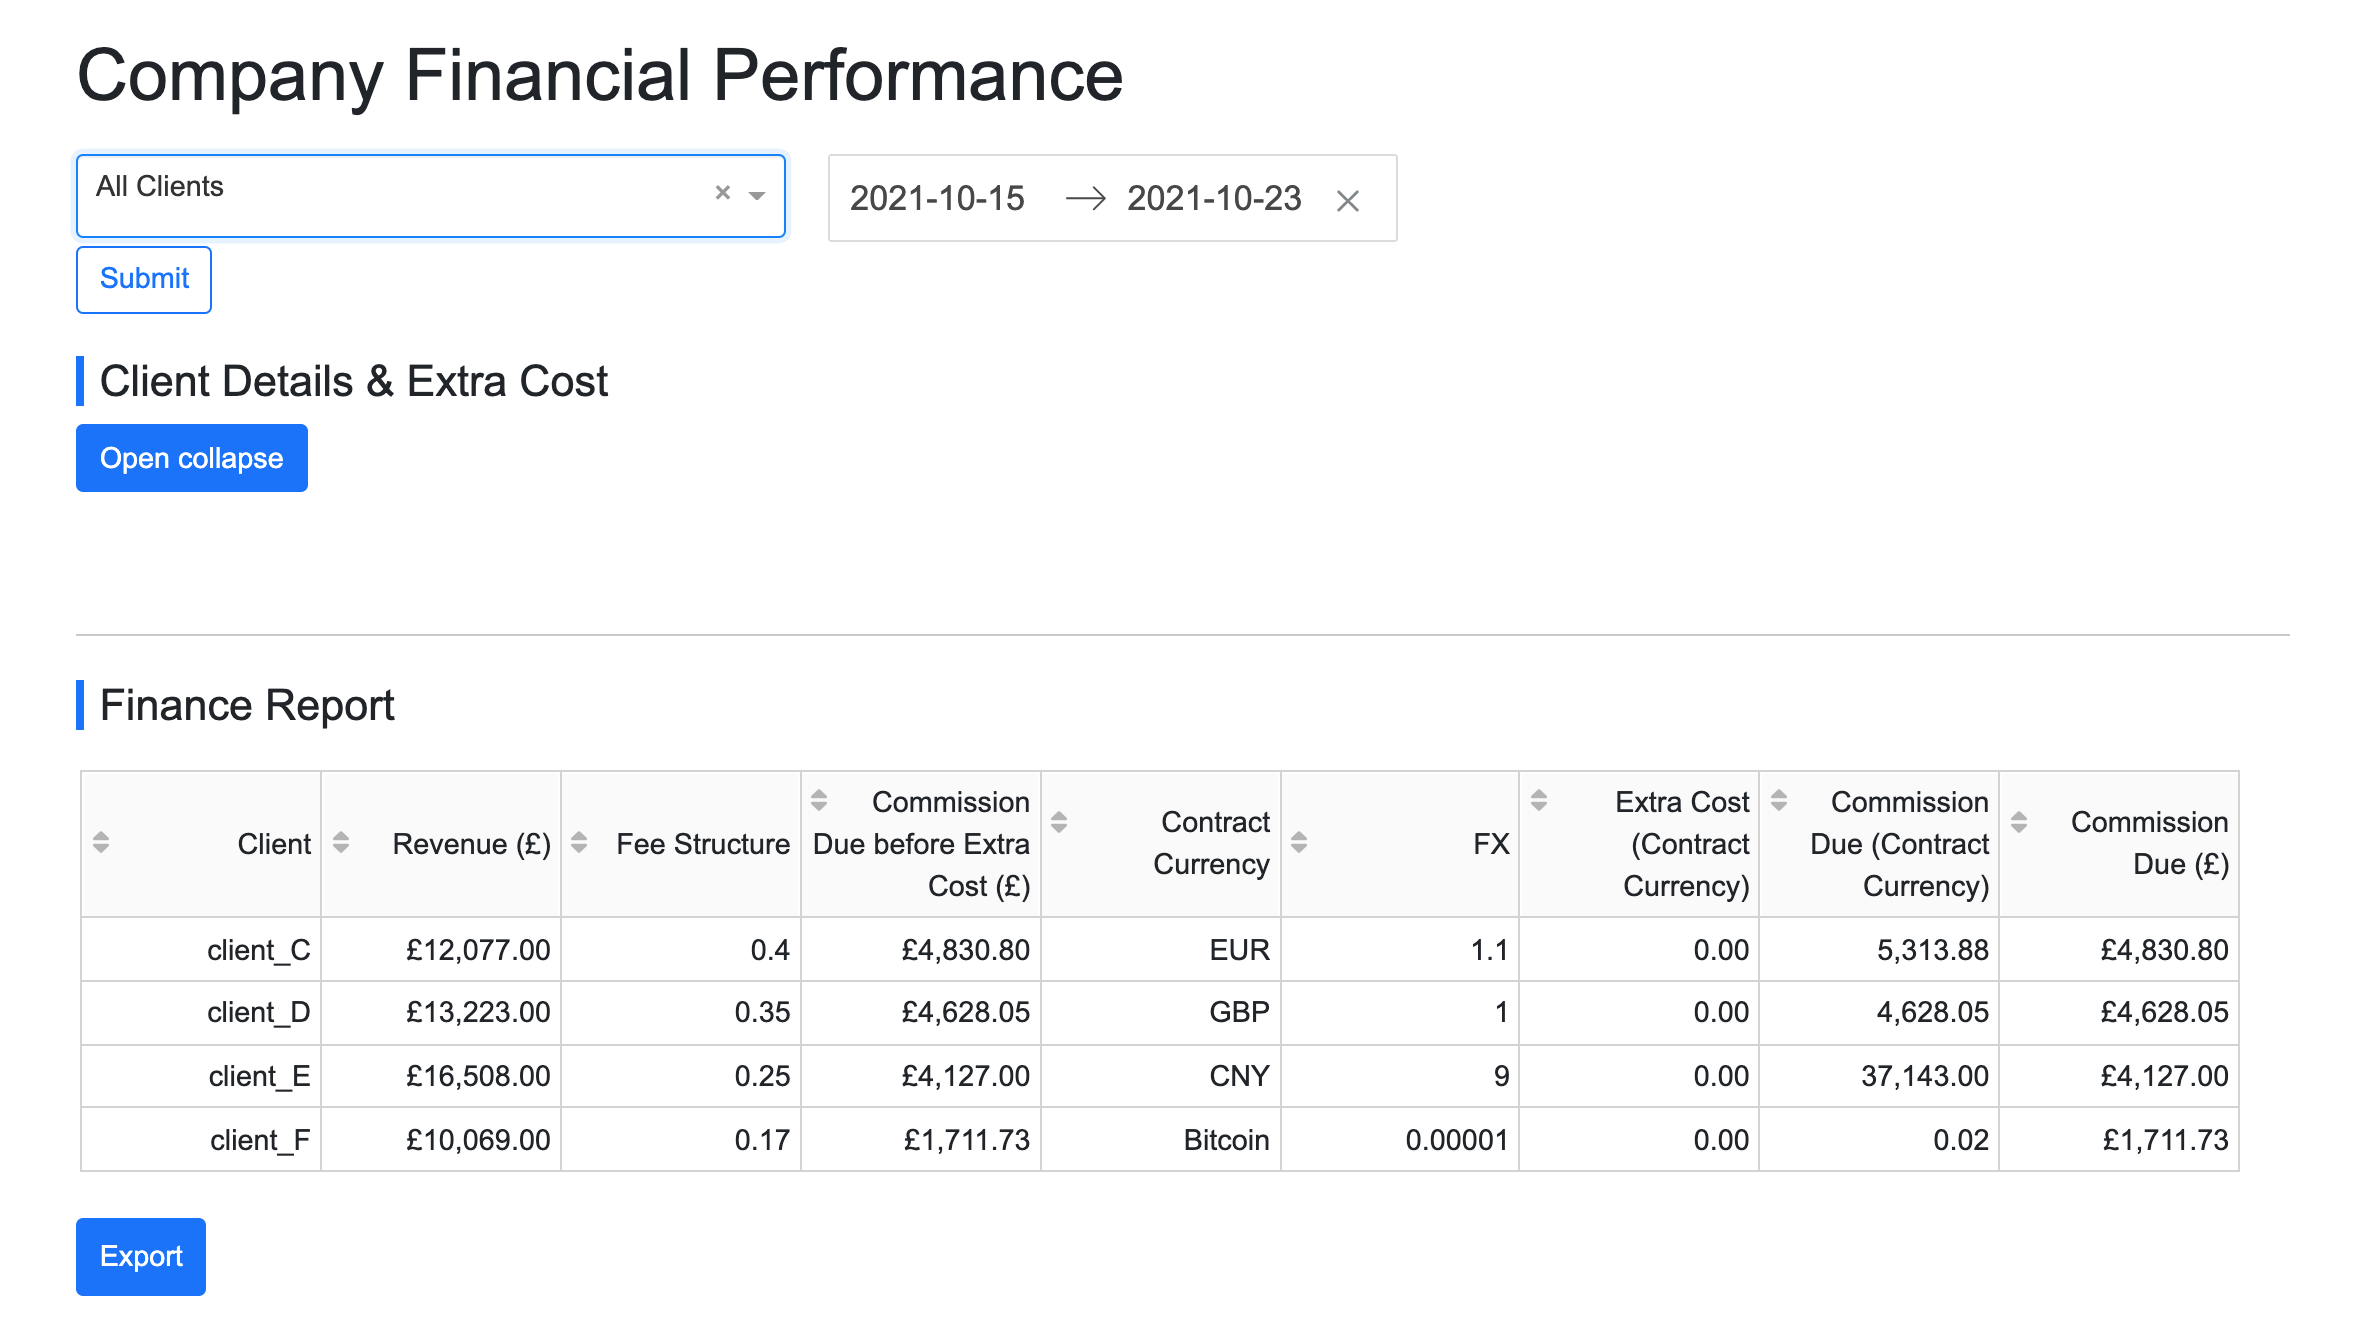 Company Financial Performance
All Clients × 2021-10-15 → 2021-10-23 ×
Submit
Client Details & Extra Cost
Open collapse
Finance Report
Client Revenue (£) Fee Structure Commission Due before Extra Cost (£) Contract Currency FX Extra Cost (Contract Currency) Commission Due (Contract Currency) Commission Due (£)
client_C £12,077.00 0.4 £4,830.80 EUR 1.1 0.00 5,313.88 £4,830.80
client_D £13,223.00 0.35 £4,628.05 GBP 1 0.00 4,628.05 £4,628.05
client_E £16,508.00 0.25 £4,127.00 CNY 9 0.00 37,143.00 £4,127.00
client_F £10,069.00 0.17 £1,711.73 Bitcoin 0.00001 0.00 0.02 £1,711.73
Export